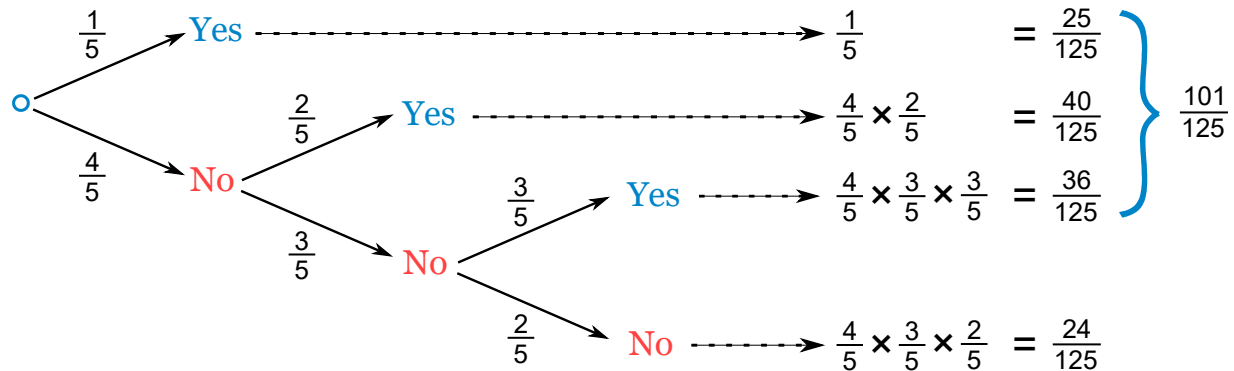 1/5 Yes 1/5 = 25/125
4/5 No 2/5 Yes 4/5 × 2/5 = 40/125 101/125
3/5 No 3/5 Yes 4/5 × 3/5 × 3/5 = 36/125
2/5 No 4/5 × 3/5 × 2/5 = 24/125